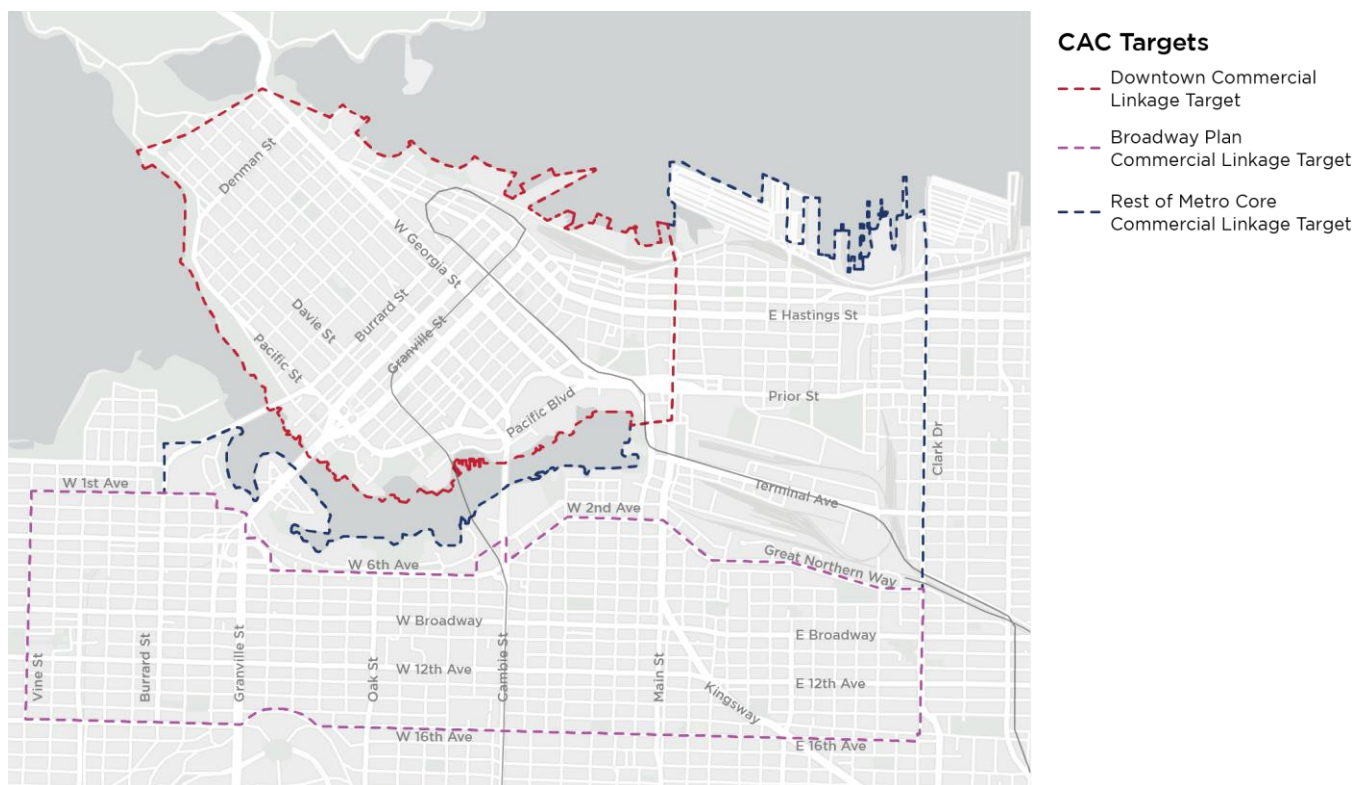 CAC Targets
Downtown Commercial
Linkage Target
Broadway Plan
Commercial Linkage Target
Rest of Metro Core
Commercial Linkage Target
Denman St
W Georgia St
Davie St
Burrard St
Granville St
Pacific St
Pacific Blvd
E Hastings St
Prior St
Clark Dr
W 1st Ave
Terminal Ave
W 2nd Ave
Great Northern Way
W 6th Ave
W Broadway
E Broadway
Vine St
Burrard St
Granville St
Oak St
W 12th Ave
Cambie St
Main St
Kingsway
E 12th Ave
W 16th Ave
E 16th Ave